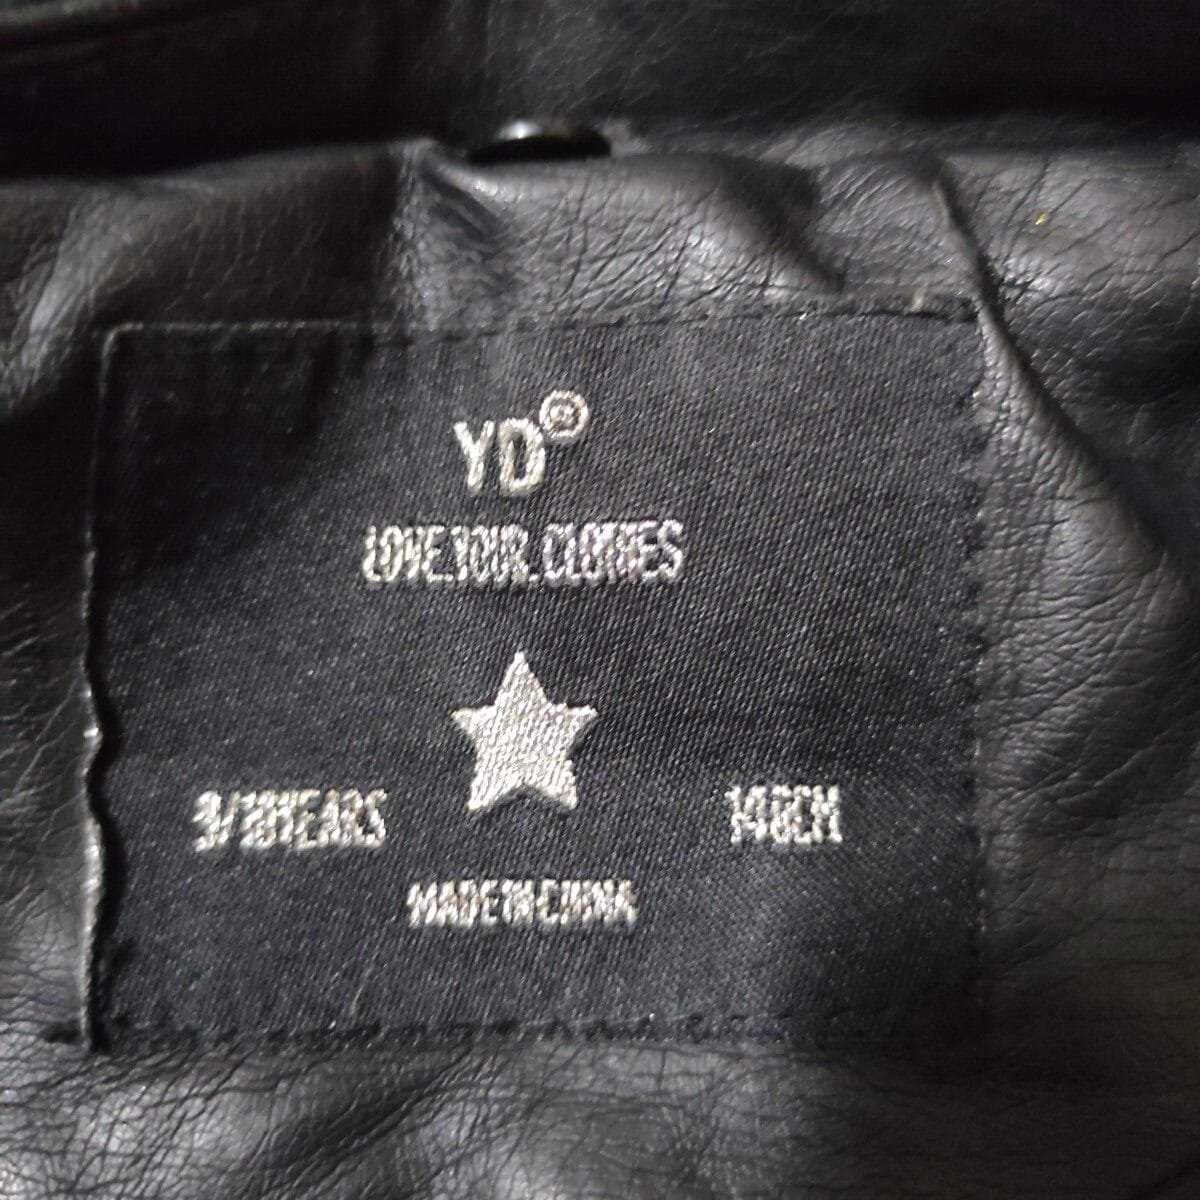 YD®
LOVE.YOUR.CLOTHES
9/10YEARS
140CM
MADE IN CHINA